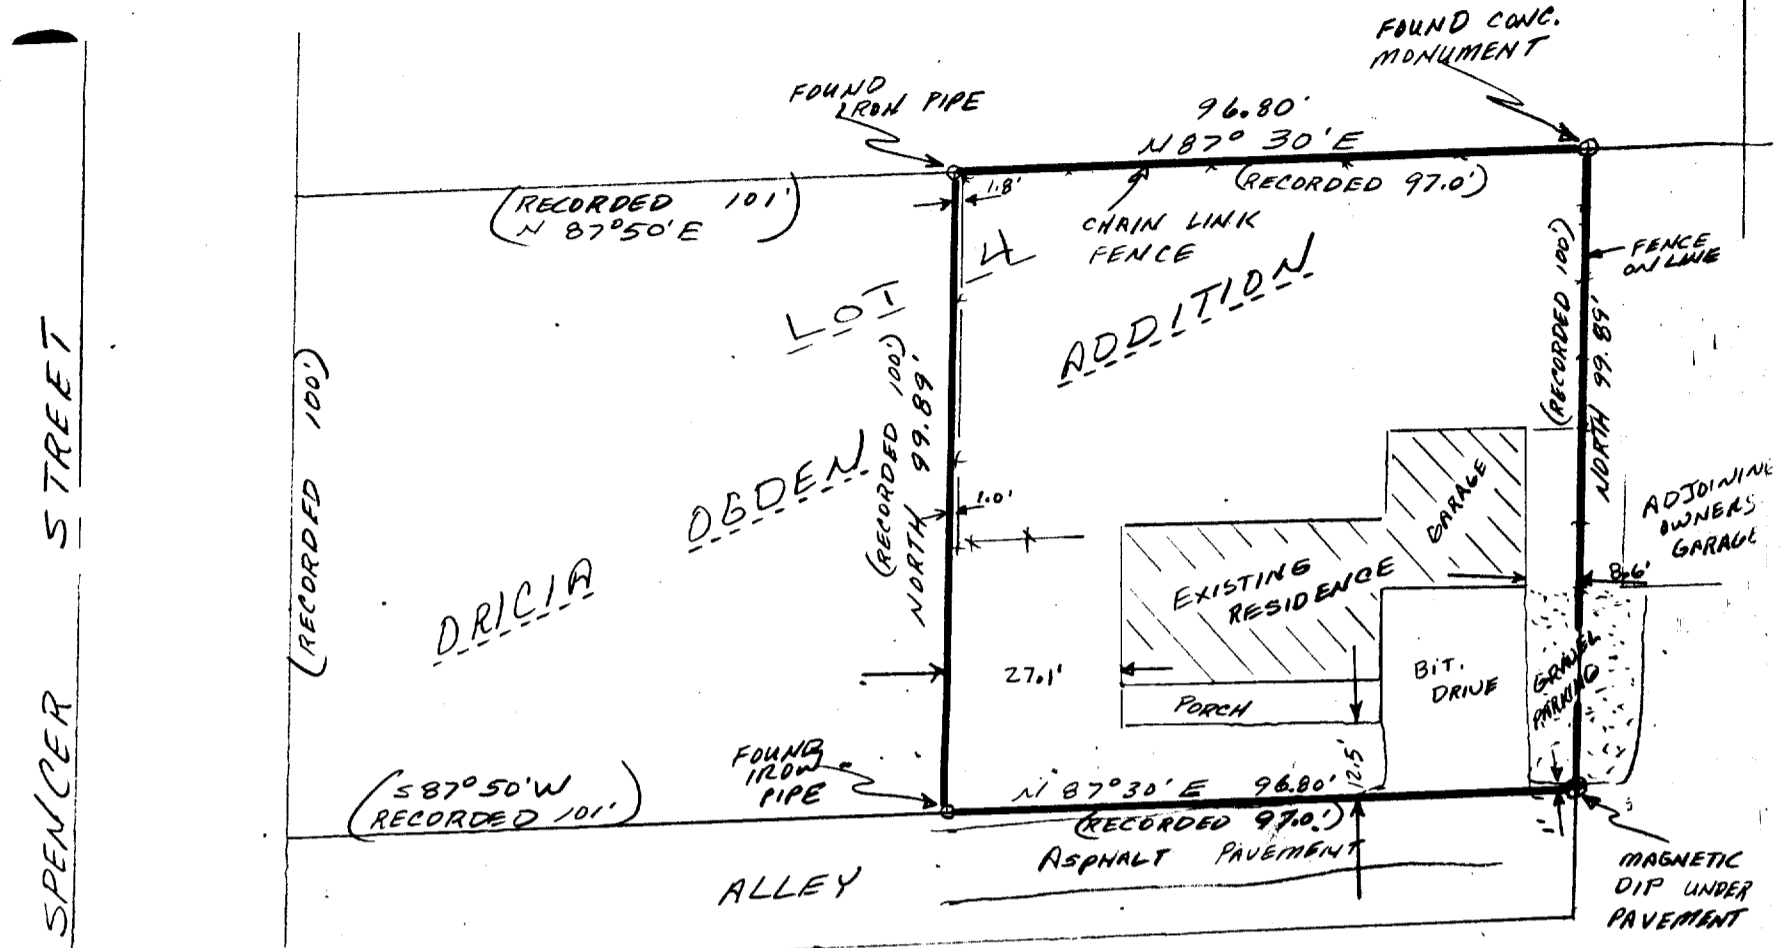 FOUND CONC.
MONUMENT
FOUND
IRON PIPE
96.80'
N 87° 30' E
(RECORDED 97.0')
(RECORDED 101'
N 87°50'E)
1.8'
CHAIN LINK
FENCE
FENCE
ON LINE
(RECORDED 100')
NORTH 99.89'
LOT 4
ADDITION
OGDEN
DRICIA
(RECORDED 100')
NORTH 99.89'
(RECORDED 100')
SPENCER STREET
1.0'
GARAGE
ADJOINING
OWNERS
GARAGE
8.6'
EXISTING
RESIDENCE
27.1'
BIT.
DRIVE
GRAVEL
PARKING
PORCH
12.5'
FOUND
IRON
PIPE
(S87°50'W
RECORDED 101')
N 87°30'E 96.80'
(RECORDED 97.0')
ASPHALT PAVEMENT
ALLEY
1'
MAGNETIC
DIP UNDER
PAVEMENT